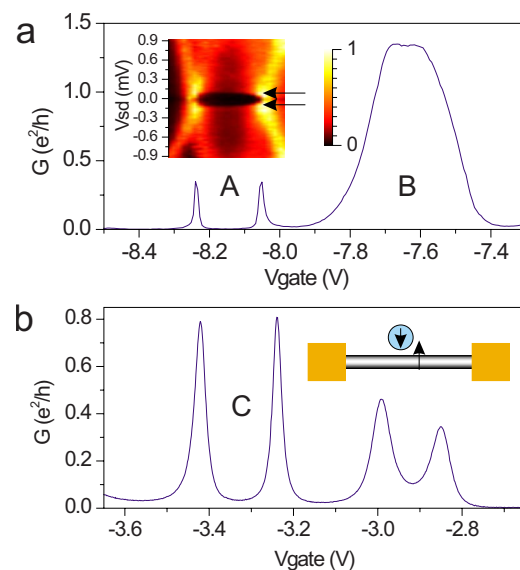 a
1.5
1.0
0.5
0.0
G (e²/h)
Vsd (mV)
0.9
0.6
0.3
0.0
-0.3
-0.6
-0.9
1
0
A
B
-8.4
-8.2
-8.0
-7.8
-7.6
-7.4
Vgate (V)
b
0.8
0.6
0.4
0.2
0.0
G (e²/h)
C
-3.6
-3.4
-3.2
-3.0
-2.8
Vgate (V)